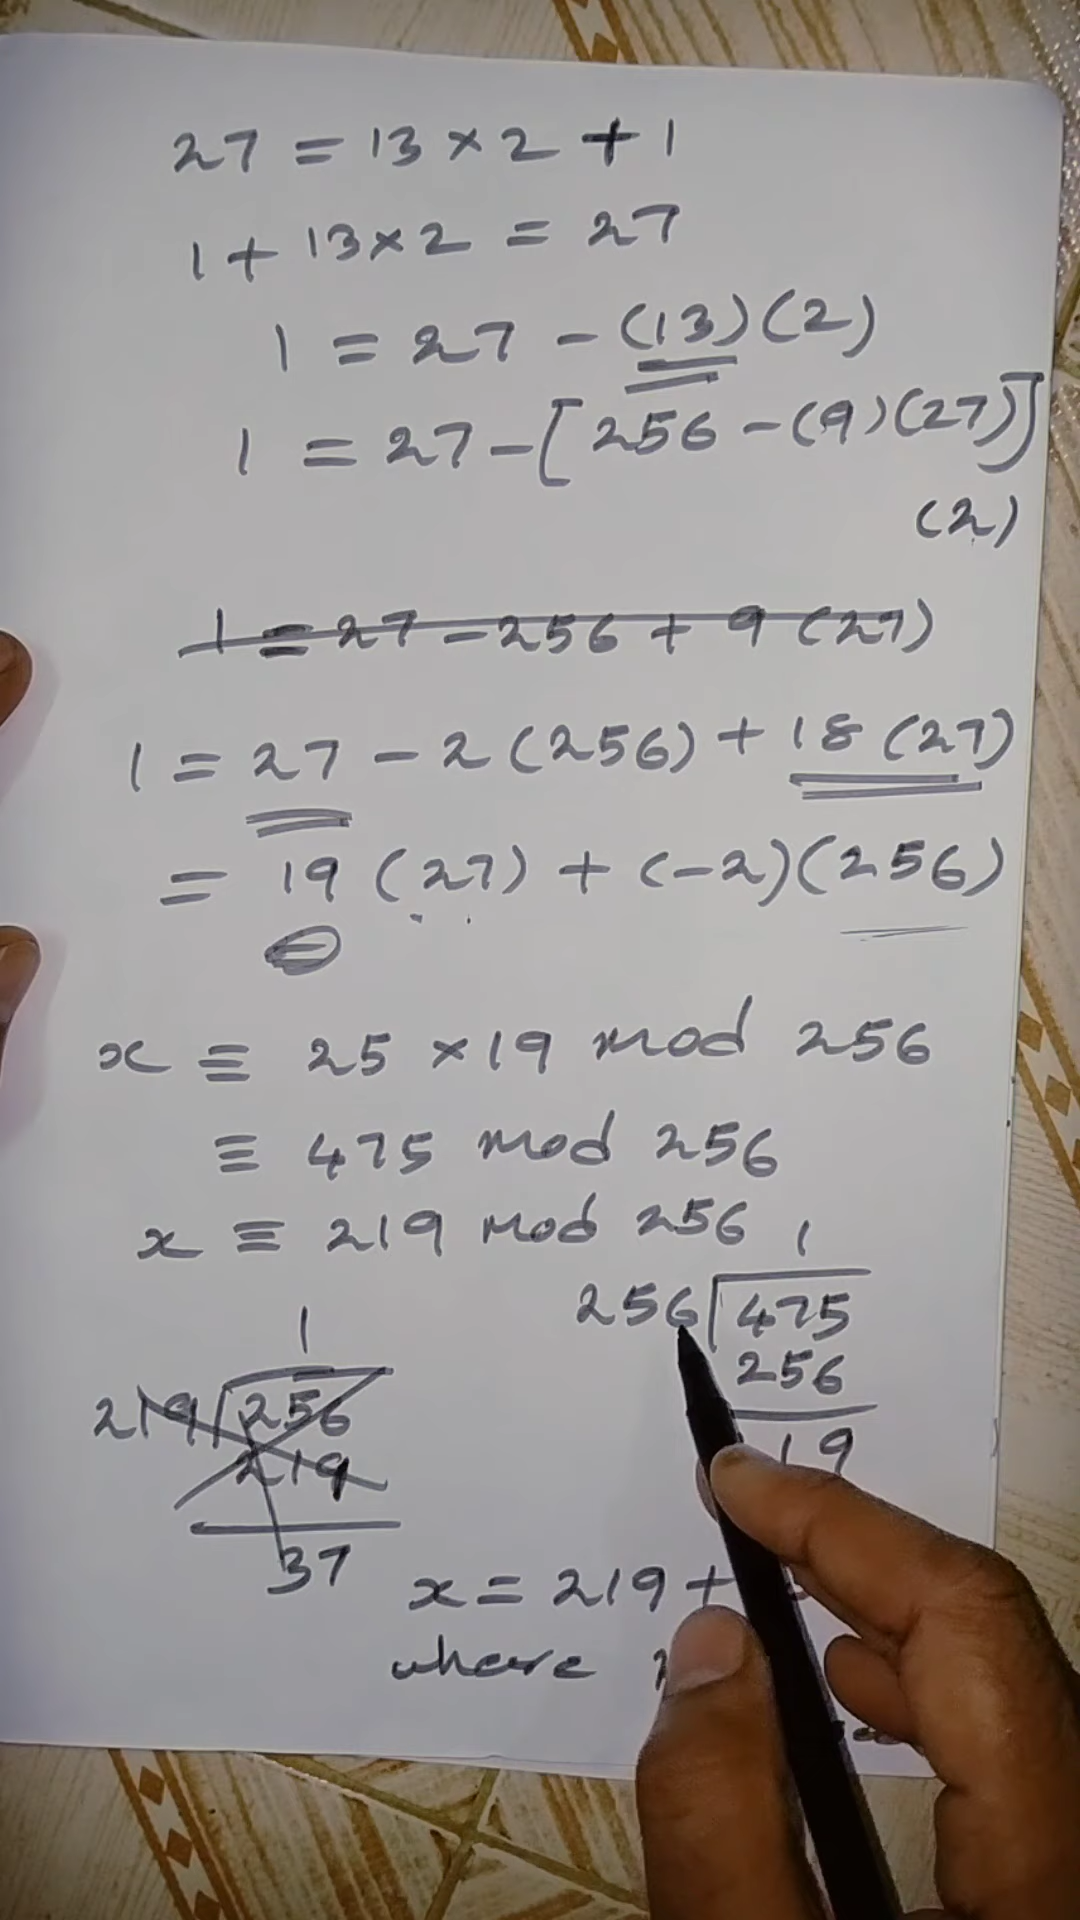 27 = 13 × 2 + 1
1 + 13 × 2 = 27
1 = 27 - (13)(2)
1 = 27 - [256 - (9)(27)]
(2)
1 = 27 - 256 + 9 (27)
1 = 27 - 2 (256) + 18 (27)
= 19 (27) + (-2)(256)
x ≡ 25 × 19 mod 256
≡ 475 mod 256
x ≡ 219 mod 256
1
256 475
256
19
1
219 256
219
37
x = 219 +
where